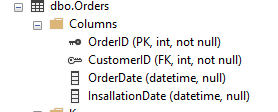 dbo.Orders
Columns
OrderID (PK, int, not null)
CustomerID (FK, int, not null)
OrderDate (datetime, null)
InsallationDate (datetime, null)